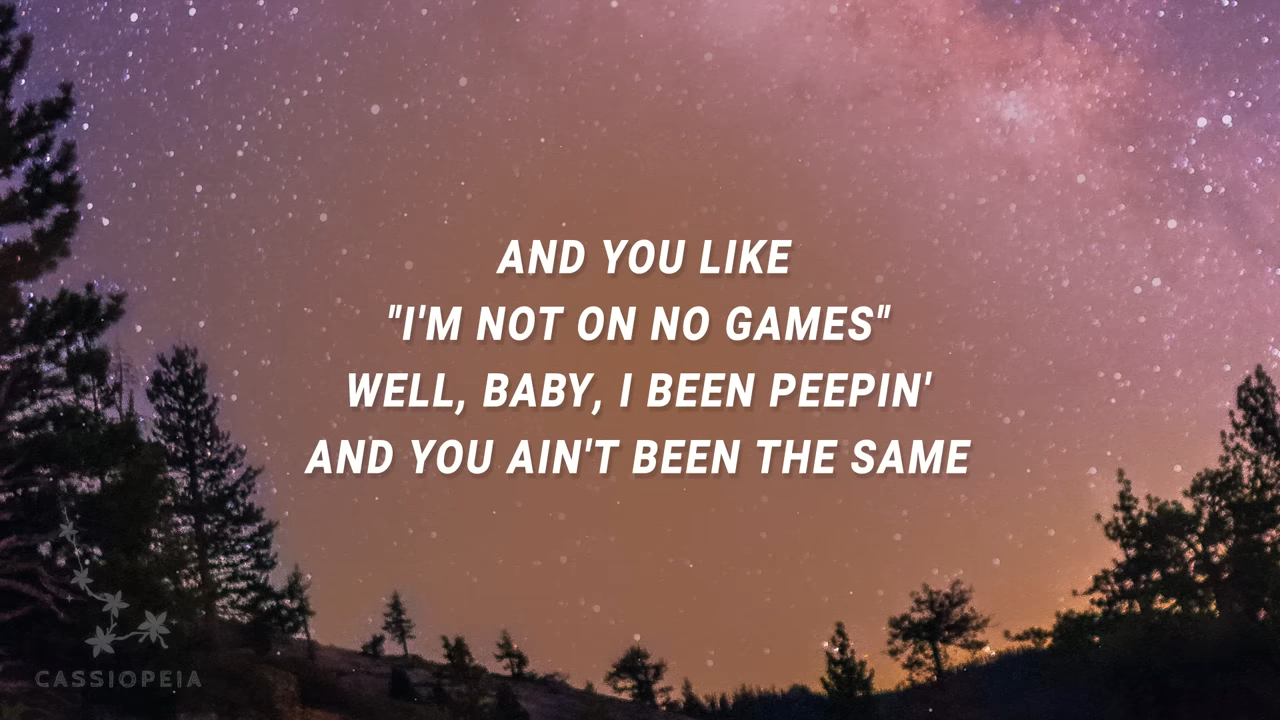 AND YOU LIKE
"I'M NOT ON NO GAMES"
WELL, BABY, I BEEN PEEPIN'
AND YOU AIN'T BEEN THE SAME
CASSIOPEIA